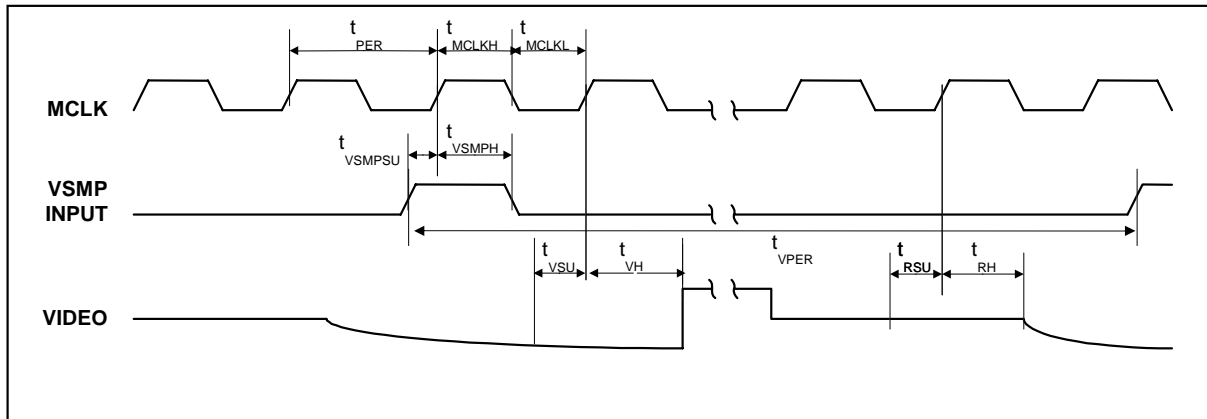 t PER t MCLKH t MCLKL
MCLK
t VSMPSU t VSMPH
VSMP
INPUT
t VSU t VH t VPER t RSU t RH
VIDEO